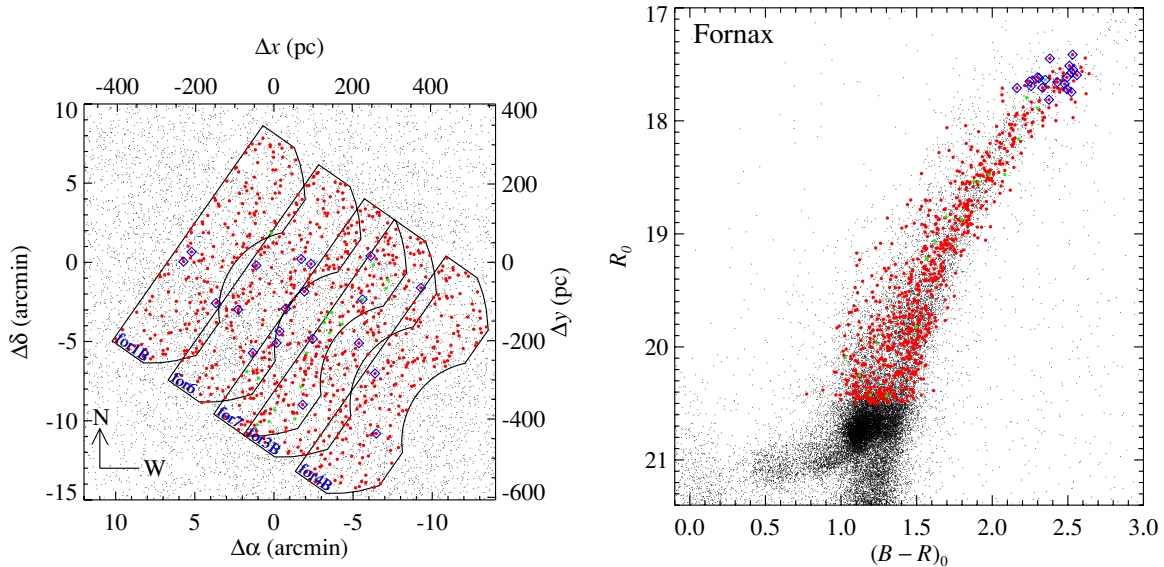 Δx (pc)
-400 -200 0 200 400
10 5 0 -5 -10 -15
Δδ (arcmin)
400 200 0 -200 -400 -600
Δy (pc)
for1B
for6
for7
for3B
for4B
N
W
10 5 0 -5 -10
Δα (arcmin)
Fornax
17 18 19 20 21
R0
0.0 0.5 1.0 1.5 2.0 2.5 3.0
(B − R)0